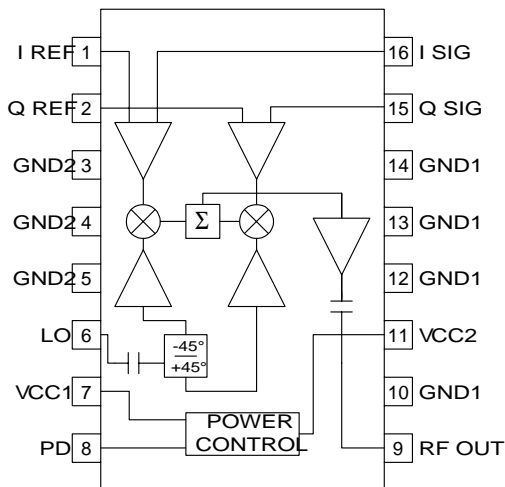 I REF 1
16 I SIG
Q REF 2
15 Q SIG
GND2 3
14 GND1
GND2 4
Σ
13 GND1
GND2 5
12 GND1
LO 6
-45°
+45°
11 VCC2
VCC1 7
10 GND1
POWER
CONTROL
PD 8
9 RF OUT